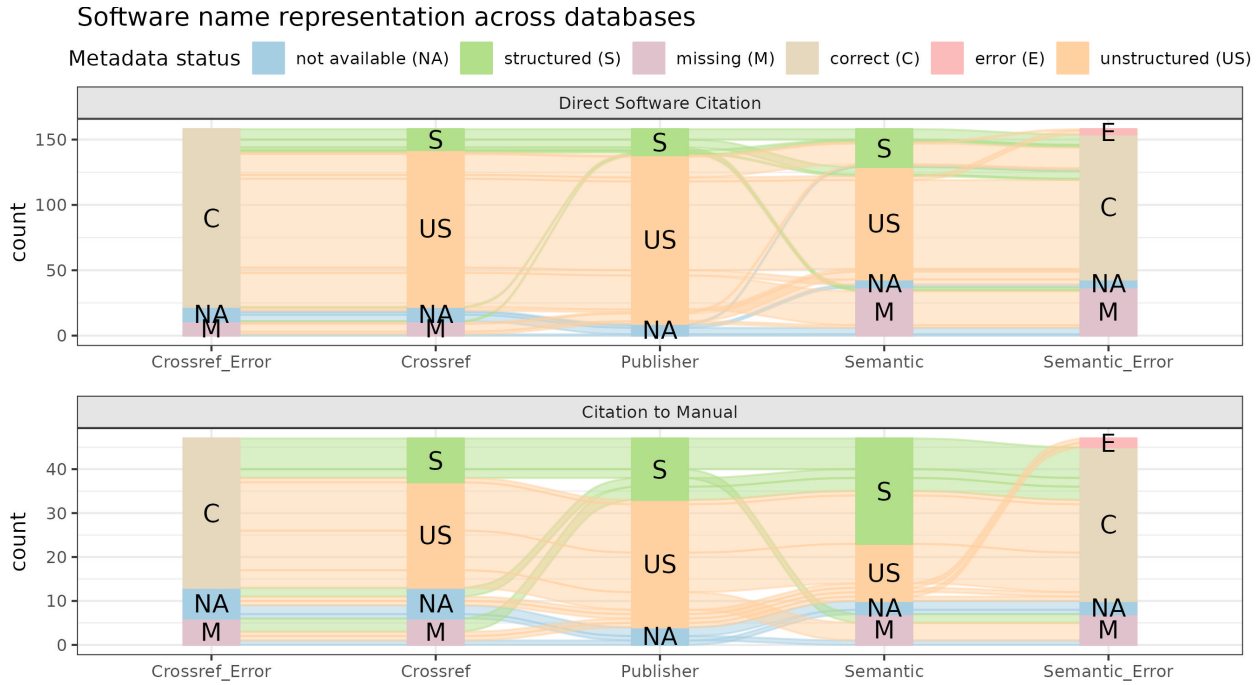 Software name representation across databases
Metadata status not available (NA) structured (S) missing (M) correct (C) error (E) unstructured (US)
Direct Software Citation
count
150
100
50
0
C
NA
M
S
US
NA
M
S
US
NA
S
US
NA
M
E
C
NA
M
Crossref_Error Crossref Publisher Semantic Semantic_Error
Citation to Manual
count
40
30
20
10
0
C
NA
M
S
US
NA
M
S
US
NA
S
US
NA
M
E
C
NA
M
Crossref_Error Crossref Publisher Semantic Semantic_Error